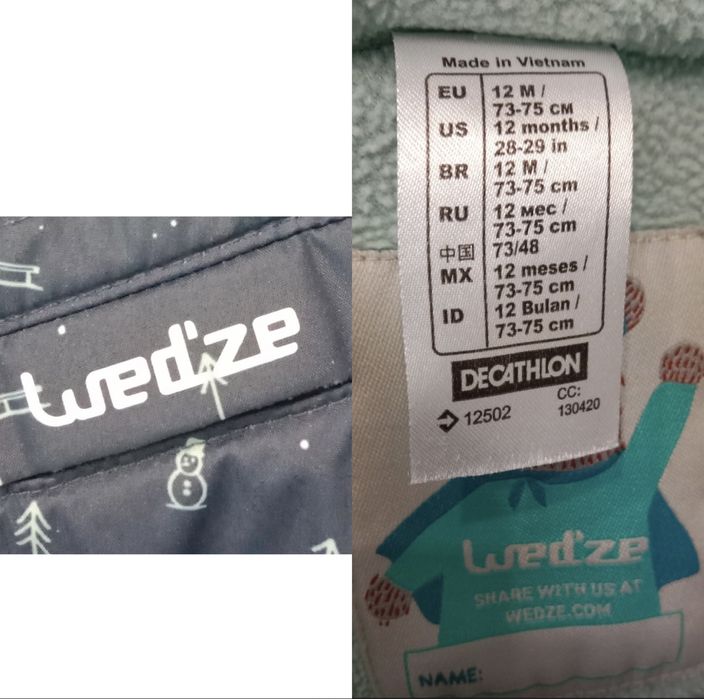 wed'ze
Made in Vietnam
EU 12 M /
73-75 см
US 12 months /
28-29 in
BR 12 M /
73-75 cm
RU 12 мес /
73-75 cm
中国 73/48
MX 12 meses /
73-75 cm
ID 12 Bulan /
73-75 cm
DECATHLON
12502
CC:
130420
wed'ze
SHARE WITH US AT
WEDZE.COM
NAME: